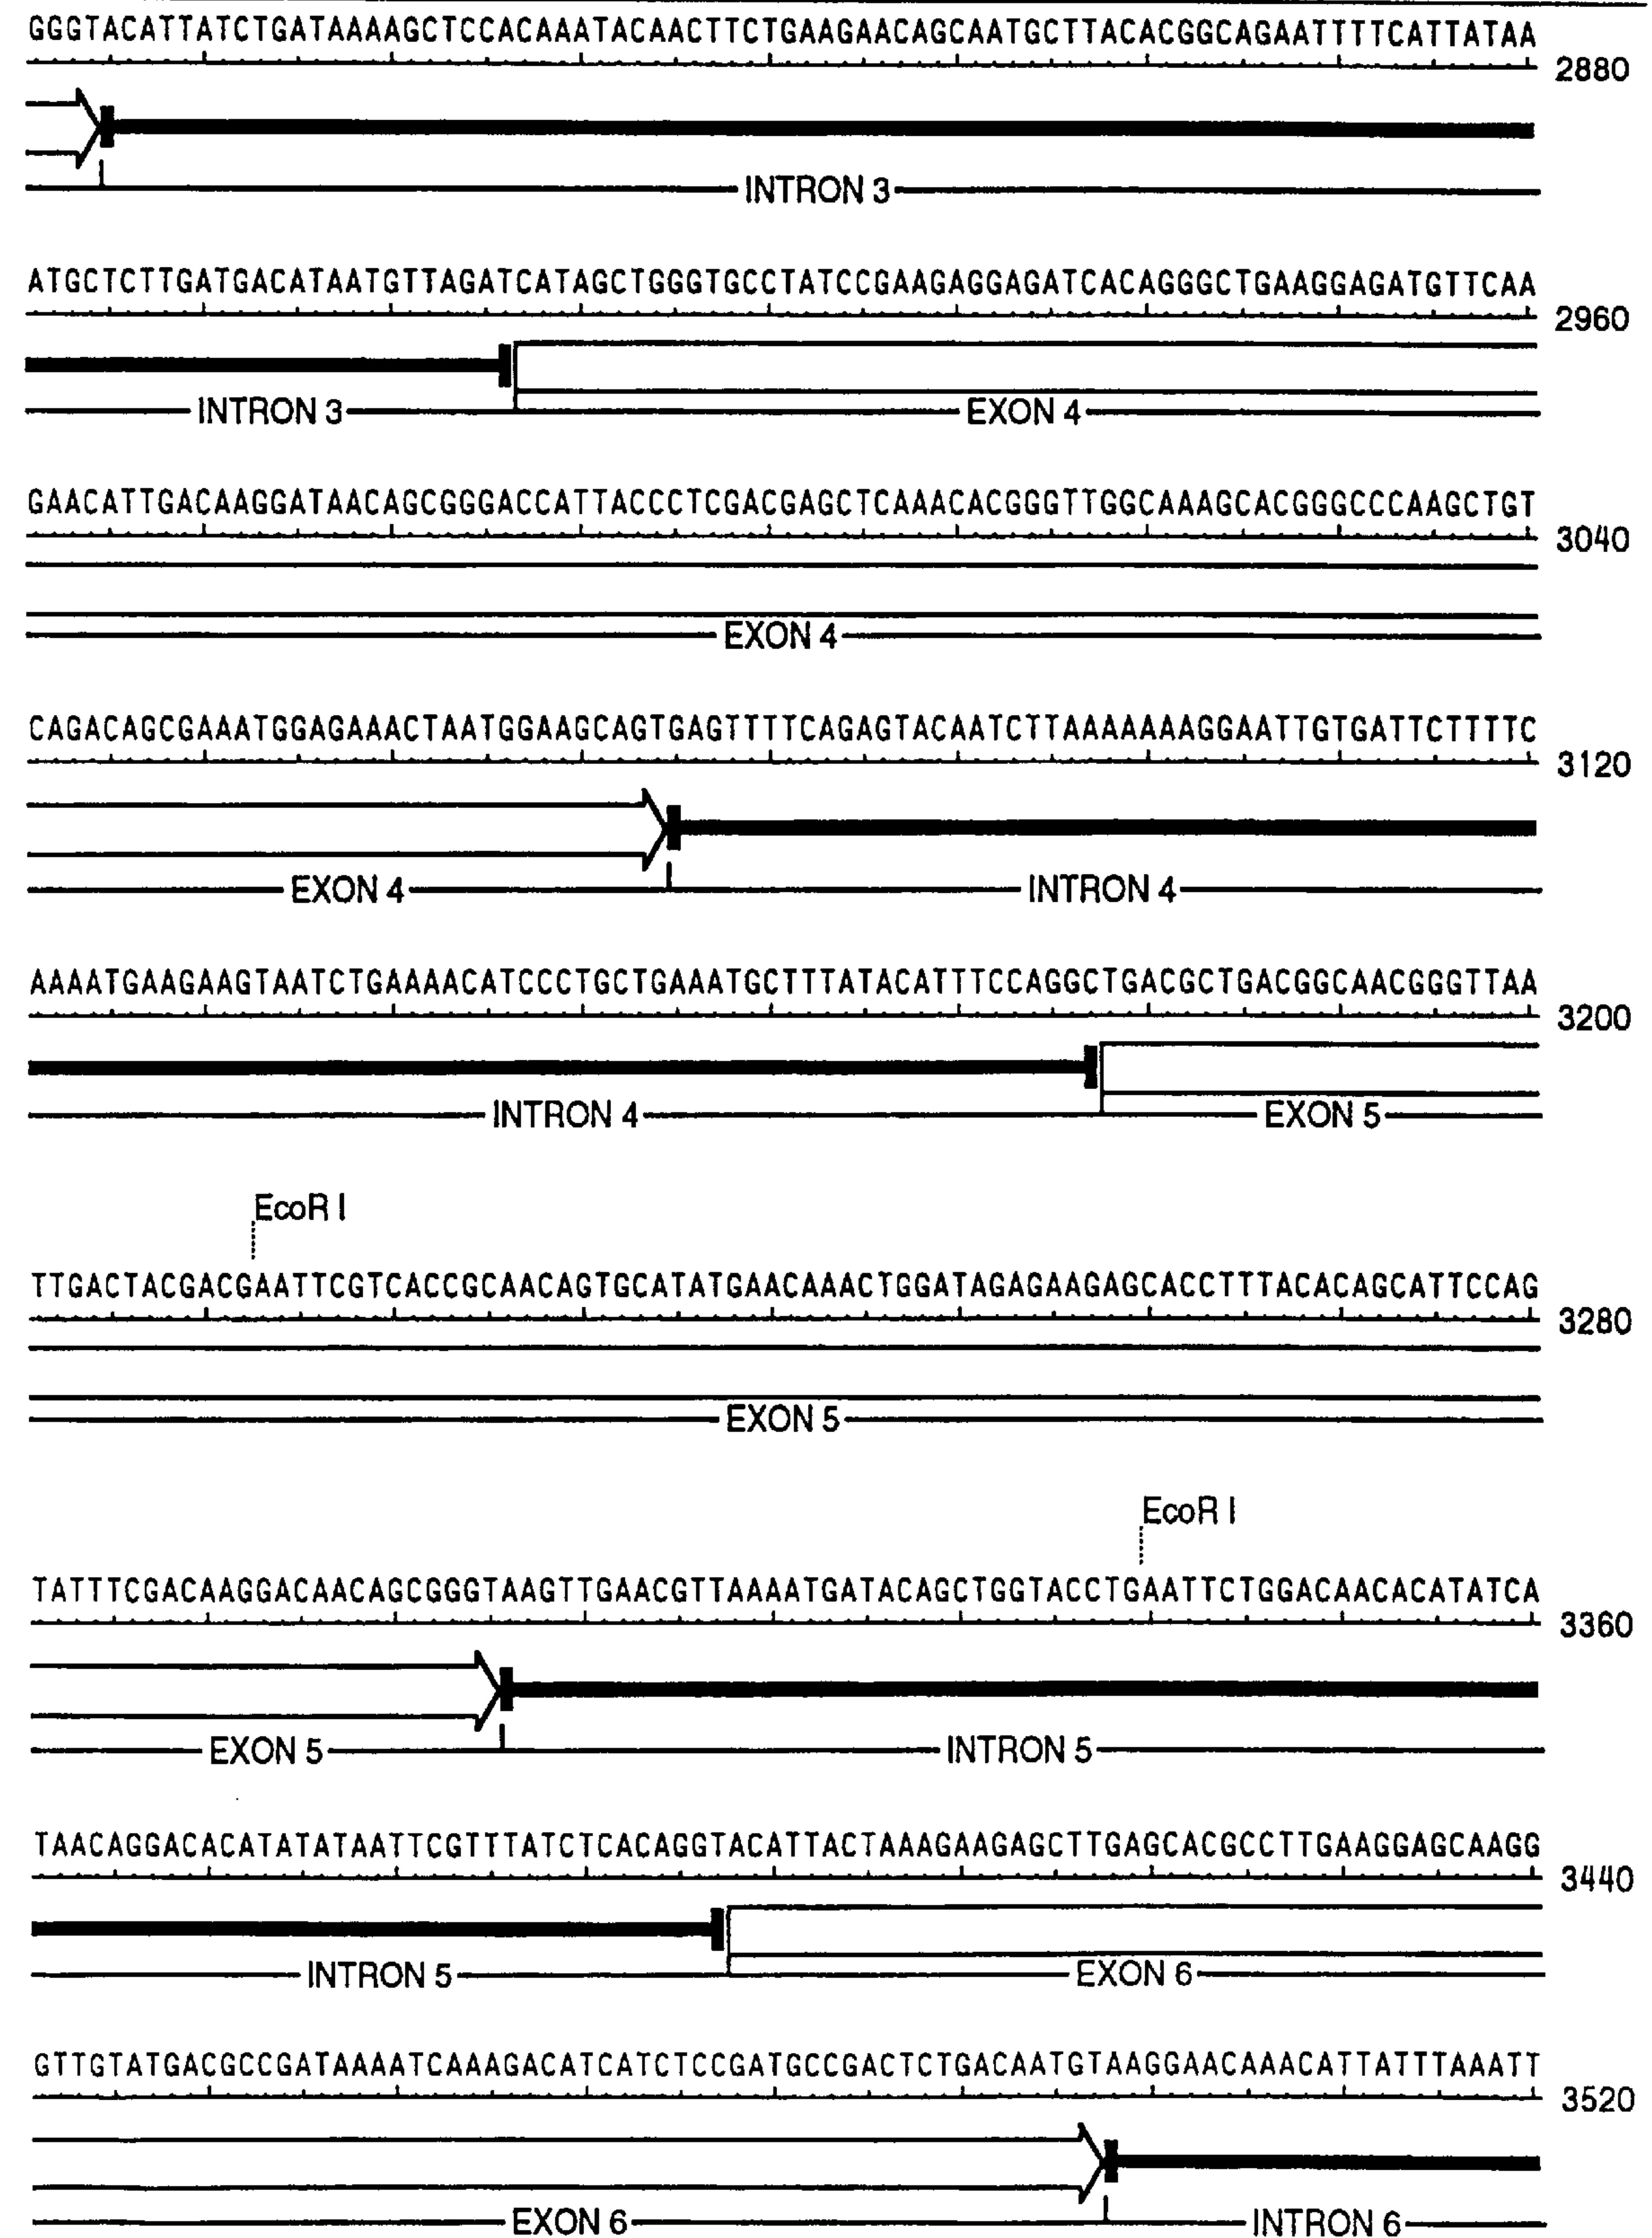 GGGTACATTATCTGATAAAAGCTCCACAAATACAACTTCTGAAGAACAGCAATGCTTACACGGCAGAATTTTCATTATAA
2880
INTRON 3
ATGCTCTTGATGACATAATGTTAGATCATAGCTGGGTGCCTATCCGAAGAGGAGATCACAGGGCTGAAGGAGATGTTCAA
2960
INTRON 3 EXON 4
GAACATTGACAAGGATAACAGCGGGACCATTACCCTCGACGAGCTCAAACACGGGTTGGCAAAGCACGGGCCCAAGCTGT
3040
EXON 4
CAGACAGCGAAATGGAGAAACTAATGGAAGCAGTGAGTTTTCAGAGTACAATCTTAAAAAAAGGAATTGTGATTCTTTTC
3120
EXON 4 INTRON 4
AAAATGAAGAAGTAATCTGAAAACATCCCTGCTGAAATGCTTTATACATTTCCAGGCTGACGCTGACGGCAACGGGTTAA
3200
INTRON 4 EXON 5
EcoR I
TTGACTACGACGAATTCGTCACCGCAACAGTGCATATGAACAAACTGGATAGAGAAGAGCACCTTTACACAGCATTCCAG
3280
EXON 5
EcoR I
TATTTCGACAAGGACAACAGCGGGTAAGTTGAACGTTAAAATGATACAGCTGGTACCTGAATTCTGGACAACACATATCA
3360
EXON 5 INTRON 5
TAACAGGACACATATATAATTCGTTTATCTCACAGGTACATTACTAAAGAAGAGCTTGAGCACGCCTTGAAGGAGCAAGG
3440
INTRON 5 EXON 6
GTTGTATGACGCCGATAAAATCAAAGACATCATCTCCGATGCCGACTCTGACAATGTAAGGAACAAACATTATTTAAATT
3520
EXON 6 INTRON 6